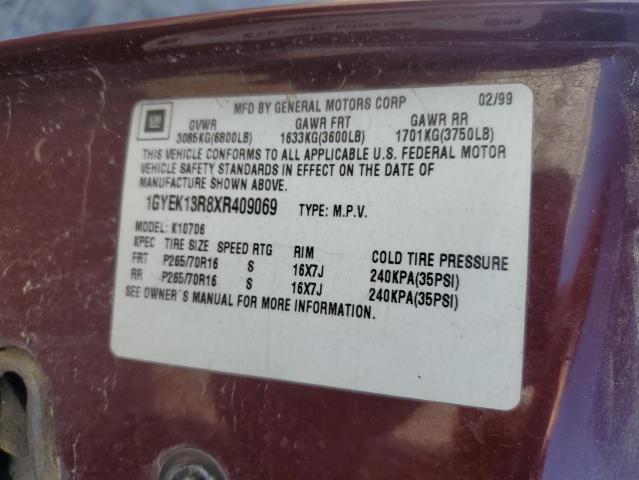 MFD BY GENERAL MOTORS CORP 02/99
GM
GVWR GAWR FRT GAWR RR
3085KG(6800LB) 1633KG(3600LB) 1701KG(3750LB)
THIS VEHICLE CONFORMS TO ALL APPLICABLE U.S. FEDERAL MOTOR
VEHICLE SAFETY STANDARDS IN EFFECT ON THE DATE OF
MANUFACTURE SHOWN ABOVE.
1GYEK13R8XR409069 TYPE: M.P.V.
MODEL: K10706
KPEC TIRE SIZE SPEED RTG RIM COLD TIRE PRESSURE
FRT P265/70R16 S 16X7J 240KPA(35PSI)
RR P265/70R16 S 16X7J 240KPA(35PSI)
SEE OWNER`S MANUAL FOR MORE INFORMATION.